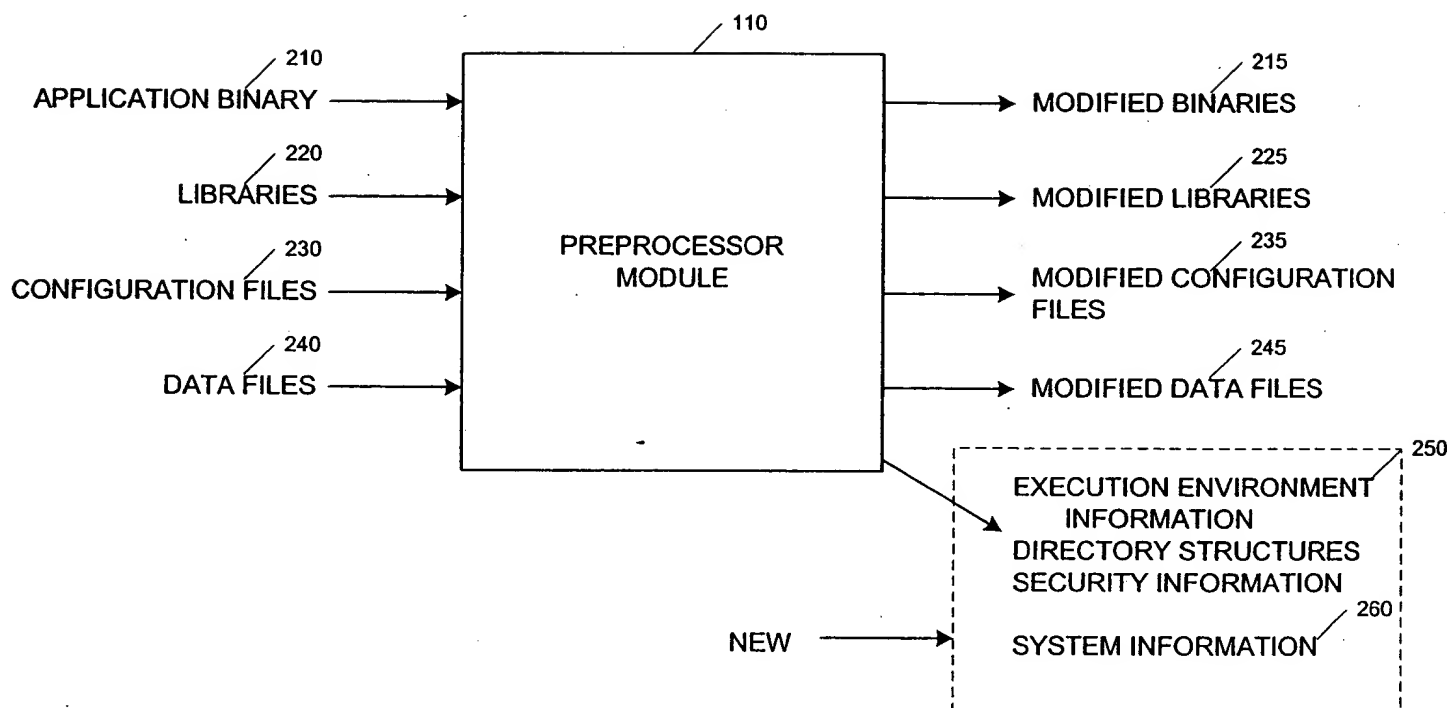 110
210
APPLICATION BINARY
215
MODIFIED BINARIES
220
LIBRARIES
225
MODIFIED LIBRARIES
PREPROCESSOR
MODULE
230
CONFIGURATION FILES
235
MODIFIED CONFIGURATION
FILES
240
DATA FILES
245
MODIFIED DATA FILES
250
EXECUTION ENVIRONMENT
INFORMATION
DIRECTORY STRUCTURES
SECURITY INFORMATION
260
NEW
SYSTEM INFORMATION